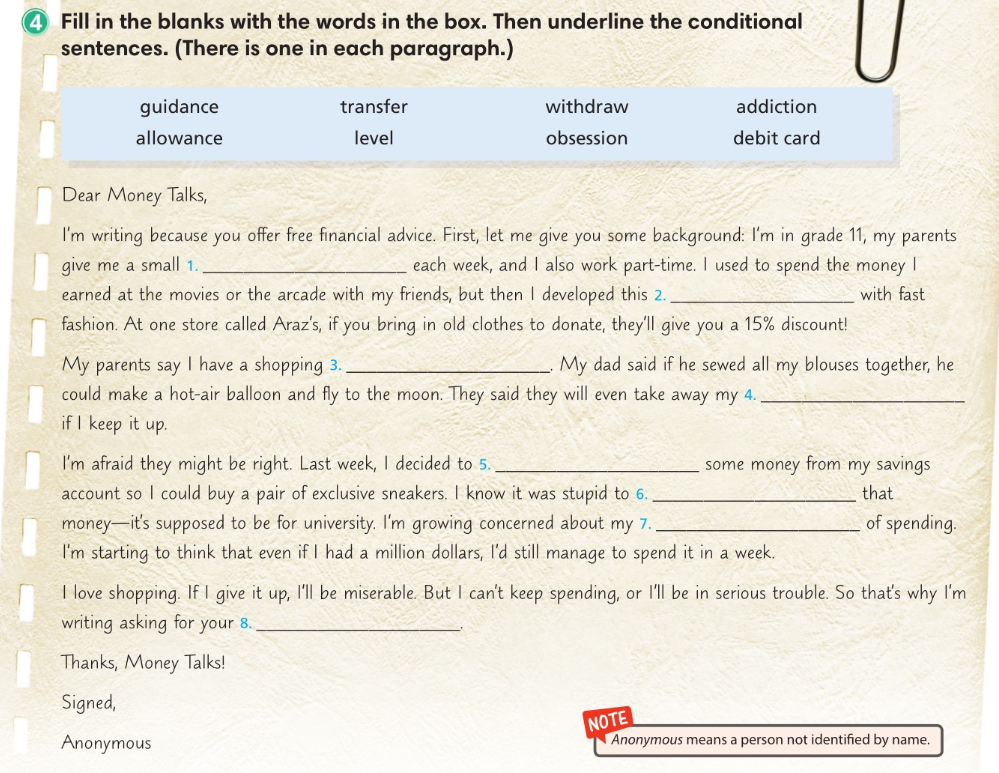 4 Fill in the blanks with the words in the box. Then underline the conditional
sentences. (There is one in each paragraph.)
guidance transfer withdraw addiction
allowance level obsession debit card
Dear Money Talks,
I'm writing because you offer free financial advice. First, let me give you some background: I'm in grade 11, my parents
give me a small 1. ____________________ each week, and I also work part-time. I used to spend the money I
earned at the movies or the arcade with my friends, but then I developed this 2. ____________________ with fast
fashion. At one store called Araz's, if you bring in old clothes to donate, they'll give you a 15% discount!
My parents say I have a shopping 3. ____________________. My dad said if he sewed all my blouses together, he
could make a hot-air balloon and fly to the moon. They said they will even take away my 4. ____________________
if I keep it up.
I'm afraid they might be right. Last week, I decided to 5. ____________________ some money from my savings
account so I could buy a pair of exclusive sneakers. I know it was stupid to 6. ____________________ that
money—it's supposed to be for university. I'm growing concerned about my 7. ____________________ of spending.
I'm starting to think that even if I had a million dollars, I'd still manage to spend it in a week.
I love shopping. If I give it up, I'll be miserable. But I can't keep spending, or I'll be in serious trouble. So that's why I'm
writing asking for your 8. ____________________.
Thanks, Money Talks!
Signed,
Anonymous
NOTE
Anonymous means a person not identified by name.